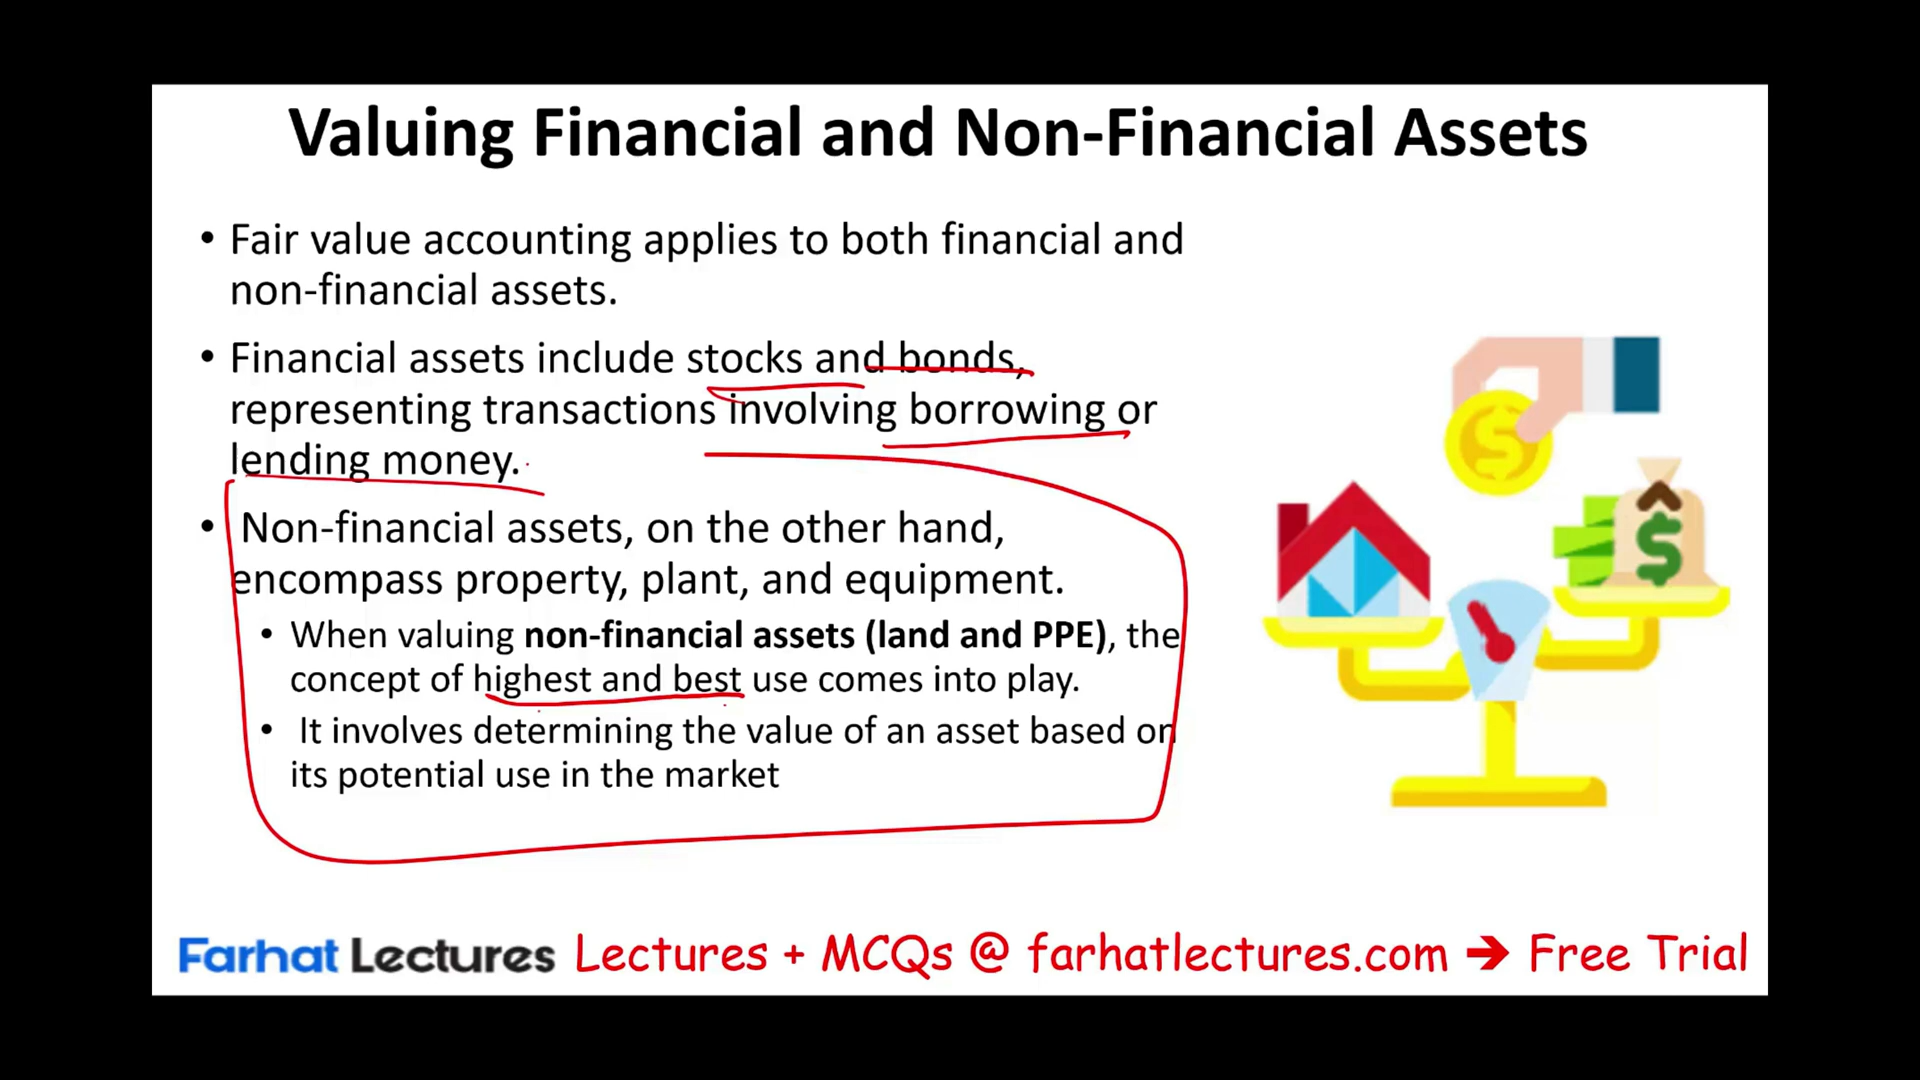 Valuing Financial and Non-Financial Assets
• Fair value accounting applies to both financial and
non-financial assets.
• Financial assets include stocks and bonds,
representing transactions involving borrowing or
lending money.
• Non-financial assets, on the other hand,
encompass property, plant, and equipment.
• When valuing non-financial assets (land and PPE), the
concept of highest and best use comes into play.
• It involves determining the value of an asset based on
its potential use in the market
Farhat Lectures Lectures + MCQs @ farhatlectures.com → Free Trial